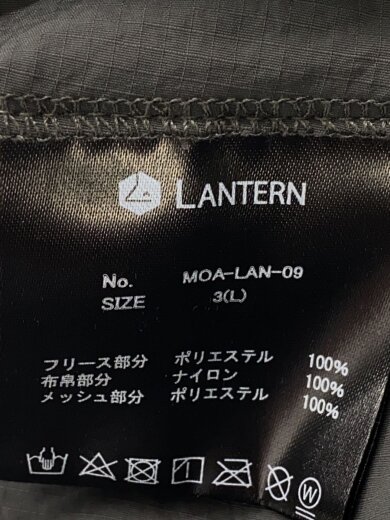 LANTERN
No. MOA-LAN-09
SIZE 3(L)
フリース部分 ポリエステル 100%
布帛部分 ナイロン 100%
メッシュ部分 ポリエステル 100%
W